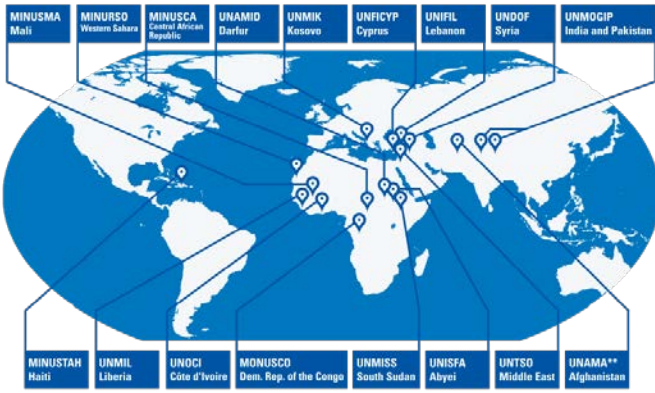 MINUSMA
Mali
MINURSO
Western Sahara
MINUSCA
Central African
Republic
UNAMID
Darfur
UNMIK
Kosovo
UNFICYP
Cyprus
UNIFIL
Lebanon
UNDOF
Syria
UNMOGIP
India and Pakistan
MINUSTAH
Haiti
UNMIL
Liberia
UNOCI
Côte d'Ivoire
MONUSCO
Dem. Rep. of the Congo
UNMISS
South Sudan
UNISFA
Abyei
UNTSO
Middle East
UNAMA**
Afghanistan